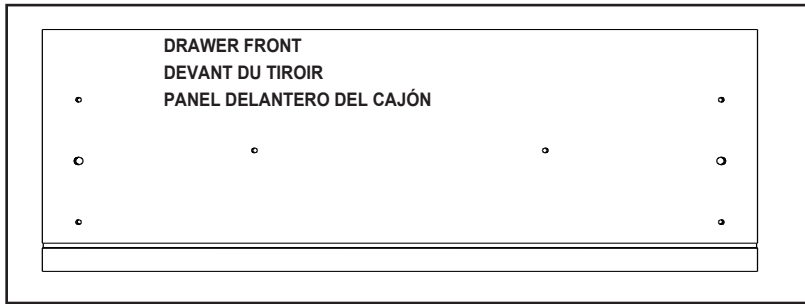 DRAWER FRONT
DEVANT DU TIROIR
PANEL DELANTERO DEL CAJÓN